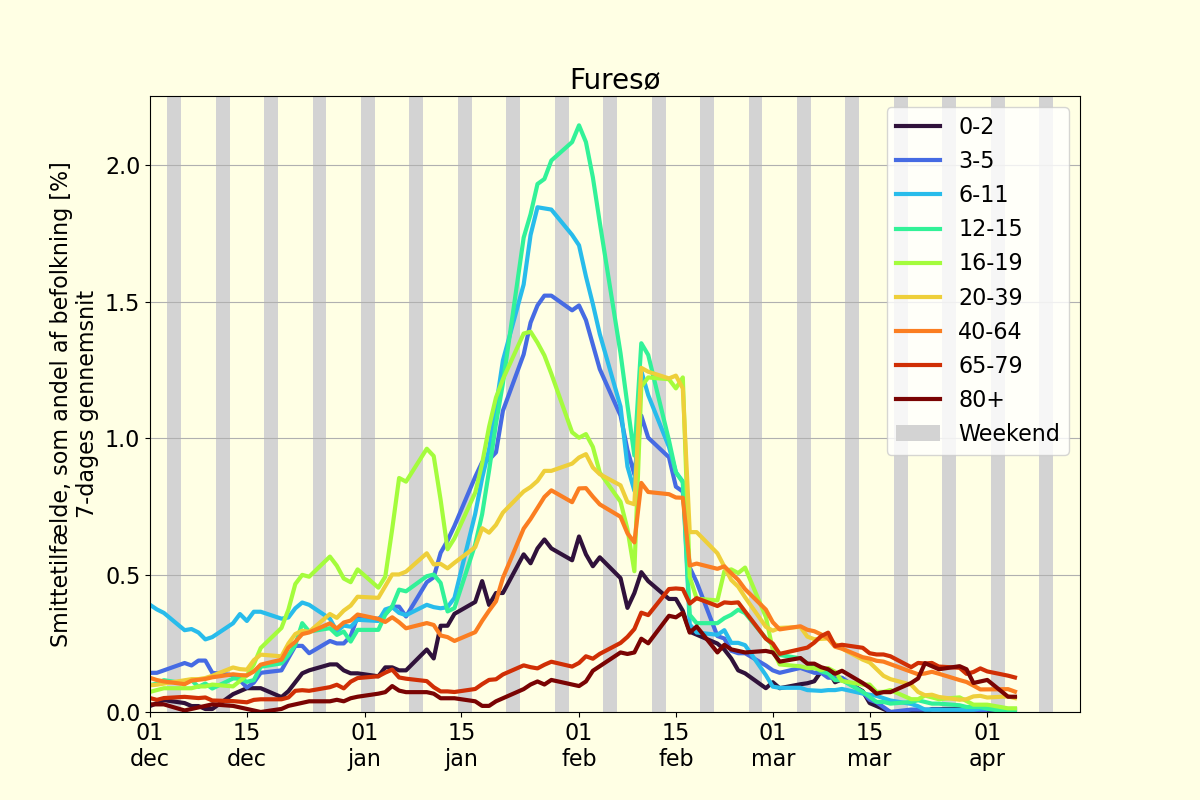 Furesø
Smittetilfælde, som andel af befolkning [%]
7-dages gennemsnit
2.0
1.5
1.0
0.5
0.0
01 15 01 15 01 15 01 15 01
dec dec jan jan feb feb mar mar apr
0-2
3-5
6-11
12-15
16-19
20-39
40-64
65-79
80+
Weekend